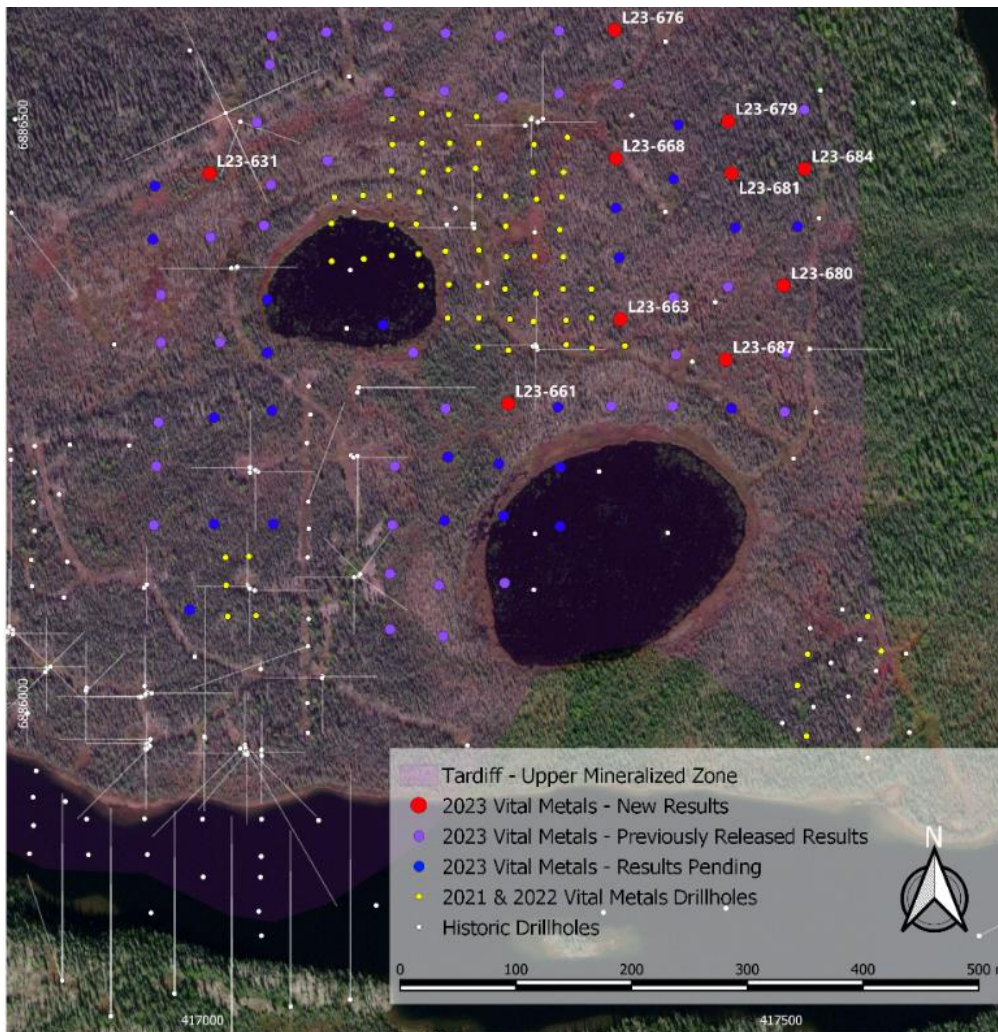 L23-676
6886500
L23-679
L23-668
L23-684
L23-631
L23-681
L23-680
L23-663
L23-687
L23-661
6886000
Tardiff - Upper Mineralized Zone
2023 Vital Metals - New Results
2023 Vital Metals - Previously Released Results
2023 Vital Metals - Results Pending
2021 & 2022 Vital Metals Drillholes
Historic Drillholes
N
0 100 200 300 400 500 m
417000 417500